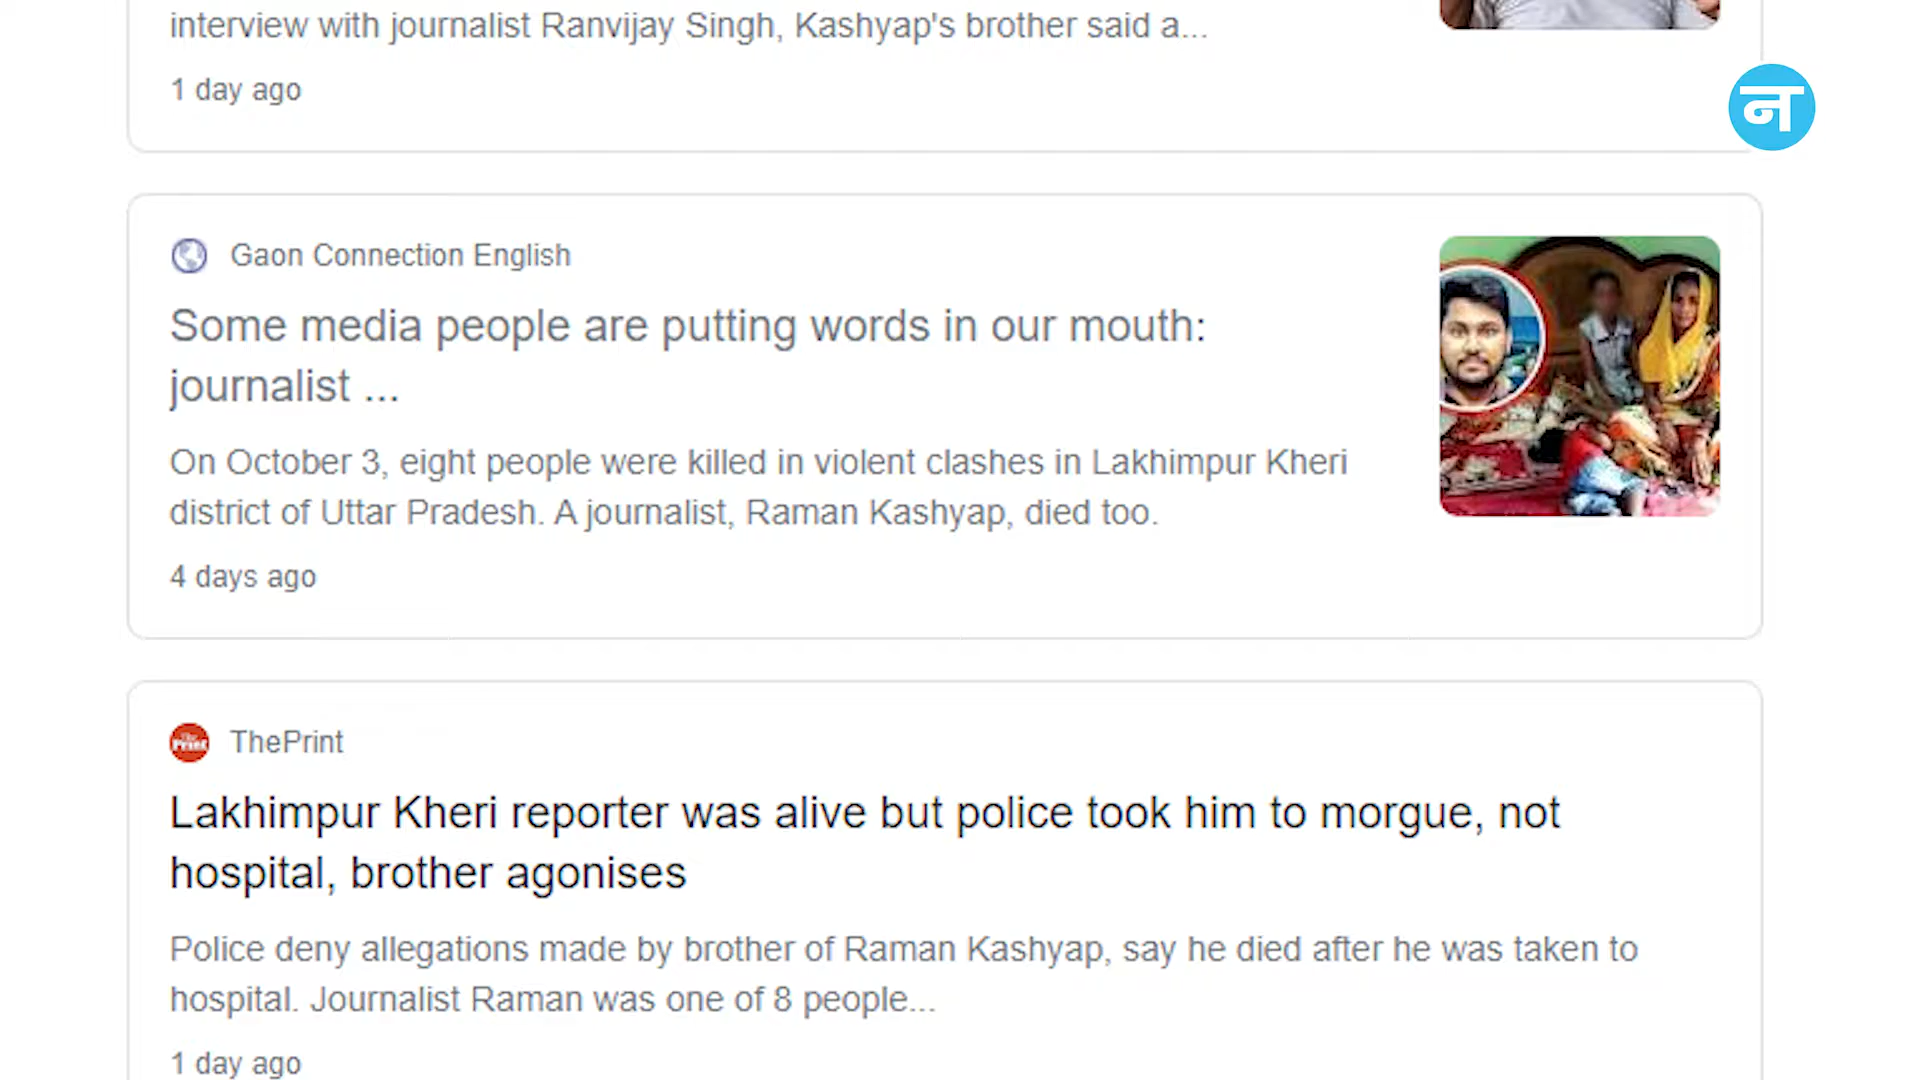 interview with journalist Ranvijay Singh, Kashyap's brother said a...
1 day ago
न
Gaon Connection English
Some media people are putting words in our mouth:
journalist ...
On October 3, eight people were killed in violent clashes in Lakhimpur Kheri
district of Uttar Pradesh. A journalist, Raman Kashyap, died too.
4 days ago
The
Print
ThePrint
Lakhimpur Kheri reporter was alive but police took him to morgue, not
hospital, brother agonises
Police deny allegations made by brother of Raman Kashyap, say he died after he was taken to
hospital. Journalist Raman was one of 8 people...
1 day ago